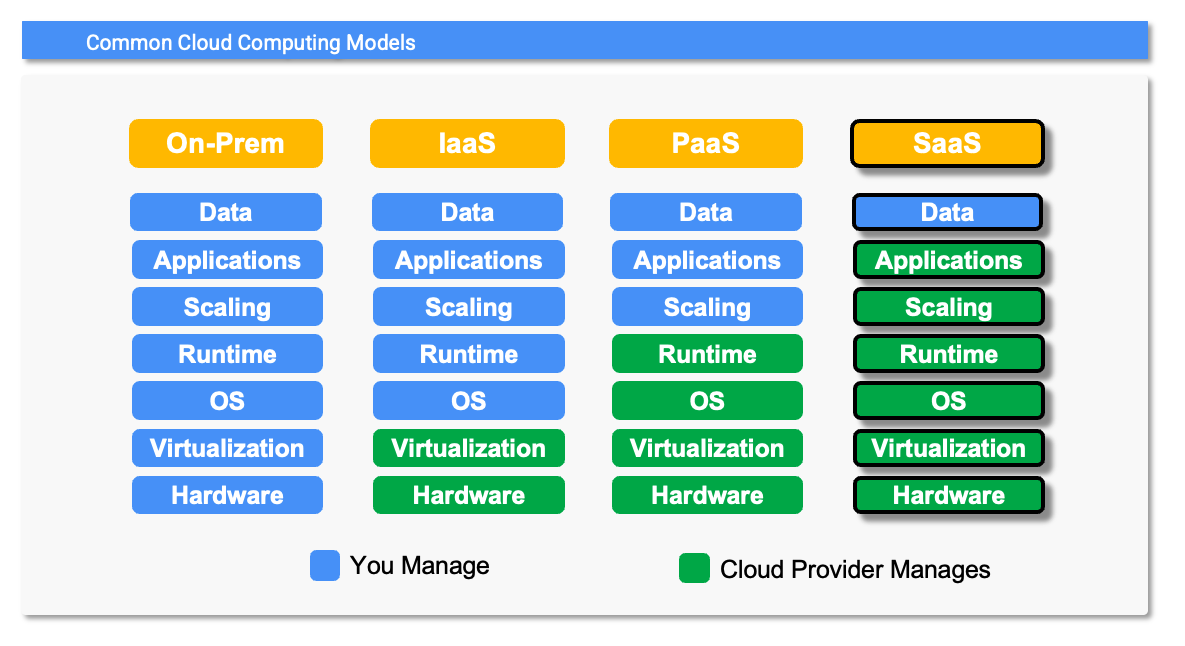 Common Cloud Computing Models
On-Prem IaaS PaaS SaaS
Data Data Data Data
Applications Applications Applications Applications
Scaling Scaling Scaling Scaling
Runtime Runtime Runtime Runtime
OS OS OS OS
Virtualization Virtualization Virtualization Virtualization
Hardware Hardware Hardware Hardware
You Manage Cloud Provider Manages